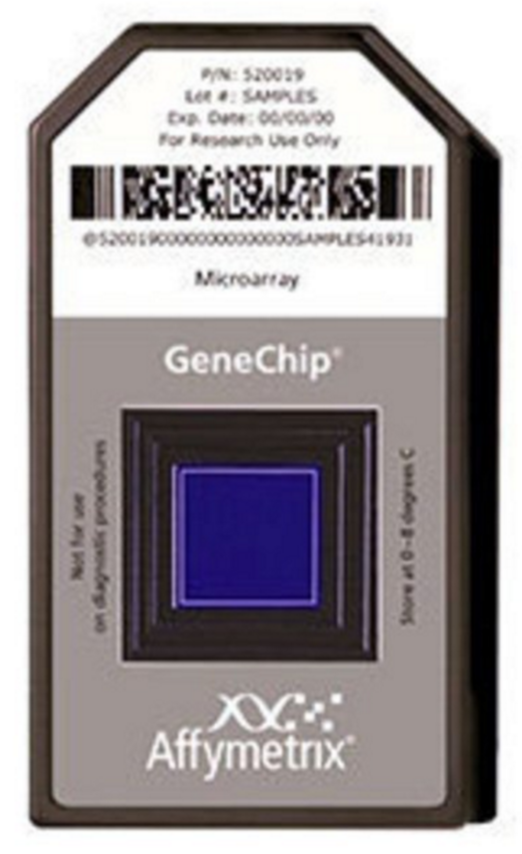 P/N: 520019
Lot #: SAMPLES
Exp. Date: 00/00/00
For Research Use Only
Microarray
GeneChip®
Not for use
on diagnostic procedures
Store at 0-8 degrees C
Affymetrix®